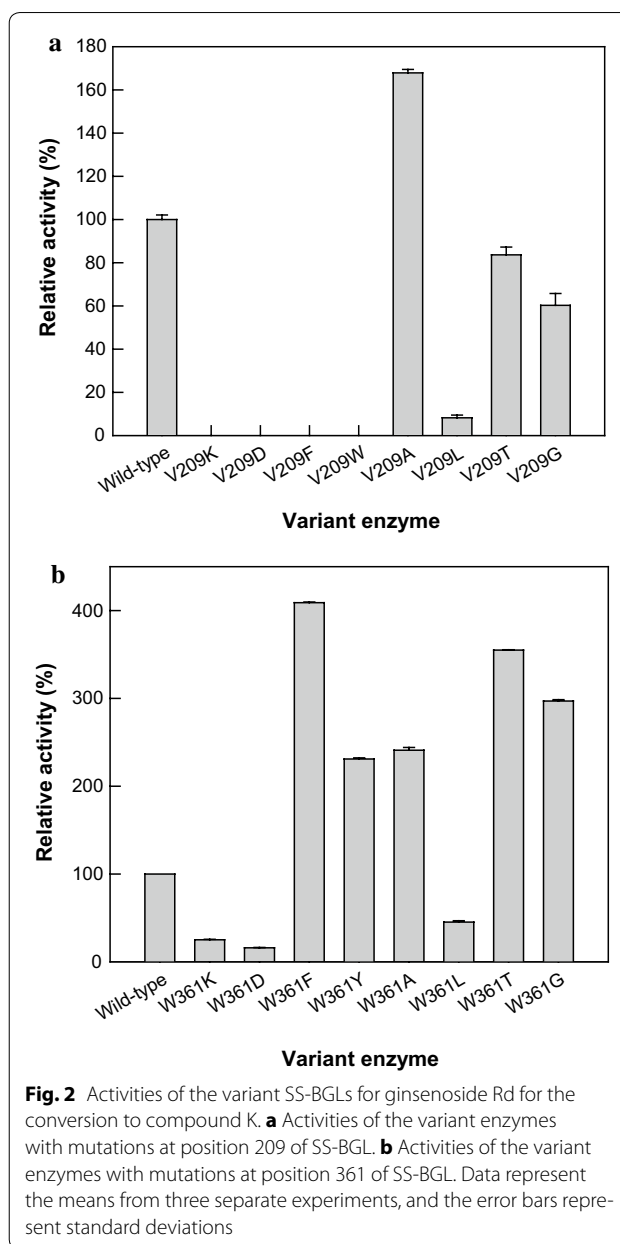 a
180
160
140
120
100
80
60
40
20
0
Relative activity (%)
Wild-type
V209K
V209D
V209F
V209W
V209A
V209L
V209T
V209G
Variant enzyme
b
400
300
200
100
0
Relative activity (%)
Wild-type
W361K
W361D
W361F
W361Y
W361A
W361L
W361T
W361G
Variant enzyme
Fig. 2 Activities of the variant SS-BGLs for ginsenoside Rd for the
conversion to compound K. a Activities of the variant enzymes
with mutations at position 209 of SS-BGL. b Activities of the variant
enzymes with mutations at position 361 of SS-BGL. Data represent
the means from three separate experiments, and the error bars repre-
sent standard deviations